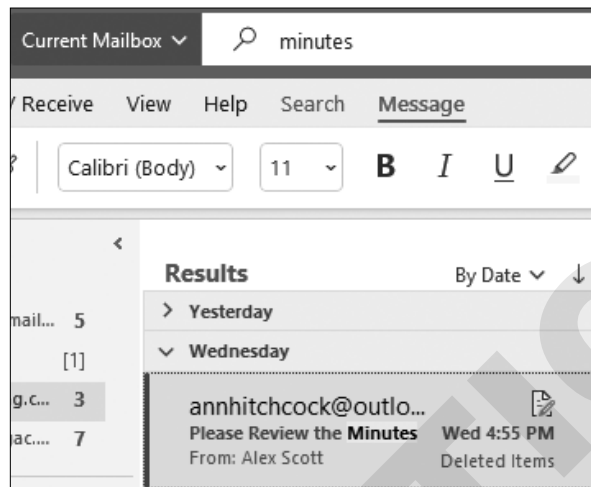 Current Mailbox minutes
/ Receive View Help Search Message
Calibri (Body) 11 B I U
Results By Date
mail... 5 Yesterday
[1] Wednesday
g.c... 3 annhitchcock@outlo...
Please Review the Minutes Wed 4:55 PM
jac.... 7 From: Alex Scott Deleted Items